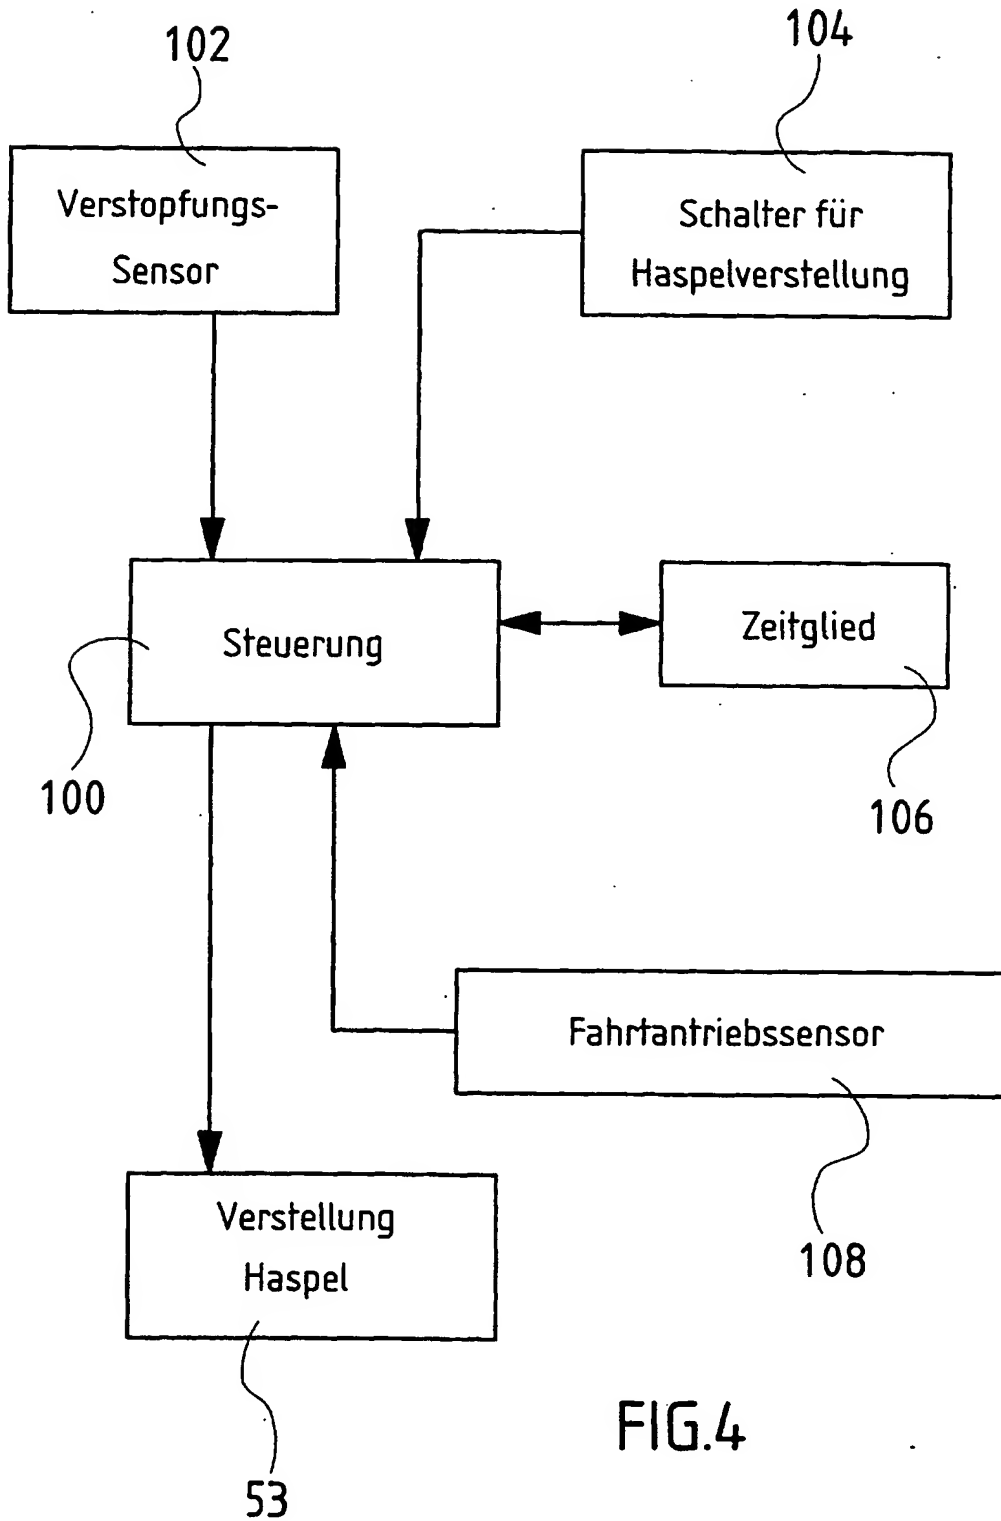 102
104
Verstopfungs-
Sensor
Schalter für
Haspelverstellung
Steuerung
Zeitglied
100
106
Fahrtantriebssensor
108
Verstellung
Haspel
53
FIG.4